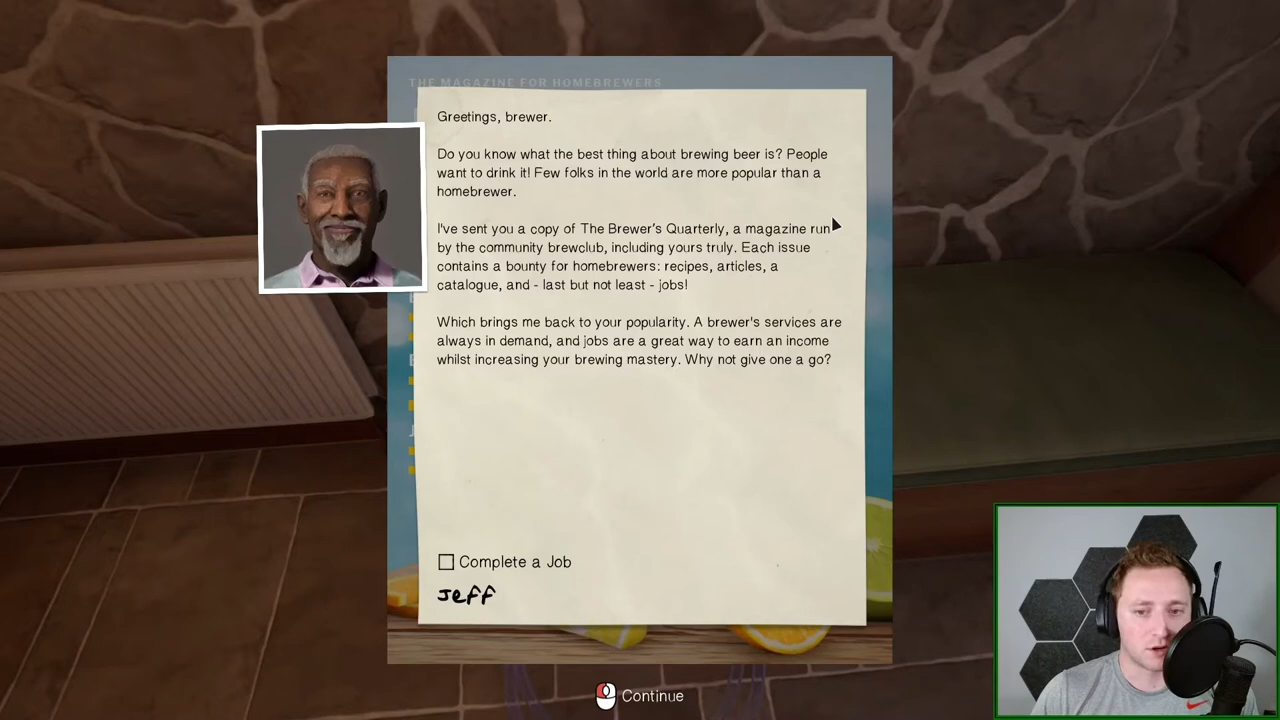 THE MAGAZINE FOR HOMEBREWERS
Greetings, brewer.
Do you know what the best thing about brewing beer is? People
want to drink it! Few folks in the world are more popular than a
homebrewer.
I've sent you a copy of The Brewer's Quarterly, a magazine run
by the community brewclub, including yours truly. Each issue
contains a bounty for homebrewers: recipes, articles, a
catalogue, and - last but not least - jobs!
Which brings me back to your popularity. A brewer's services are
always in demand, and jobs are a great way to earn an income
whilst increasing your brewing mastery. Why not give one a go?
Complete a Job
Jeff
Continue